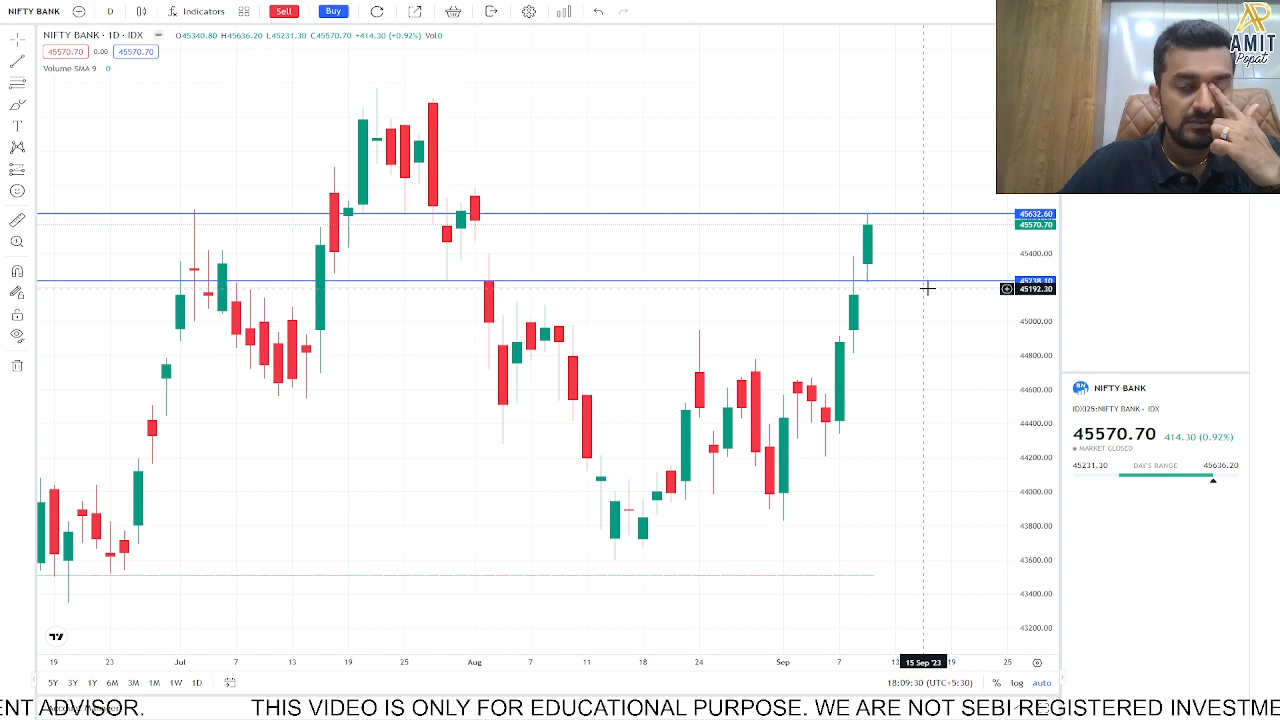 NIFTY BANK
D
Indicators
Sell
Buy
NIFTY BANK · 1D · IDX
O45340.80 H45636.20 L45231.30 C45570.70 +414.30 (+0.92%) Vol0
45570.70 0.00 45570.70
Volume SMA 9 0
AP
AMIT
Popat
45632.60
45570.70
45400.00
45238.10
45192.30
45000.00
44800.00
44600.00
44400.00
44200.00
44000.00
43800.00
43600.00
43400.00
43200.00
NIFTY BANK
IDX125:NIFTY BANK · IDX
45570.70 414.30 (0.92%)
MARKET CLOSED
45231.30 DAY'S RANGE 45636.20
19 23 Jul 7 13 19 25 Aug 7 11 18 24 Sep 7 13 15 Sep '23 19 25
5Y 3Y 1Y 6M 3M 1M 1W 1D
18:09:30 (UTC+5:30) % log auto
ENT ADVISOR. THIS VIDEO IS ONLY FOR EDUCATIONAL PURPOSE. WE ARE NOT SEBI REGISTERED INVESTME